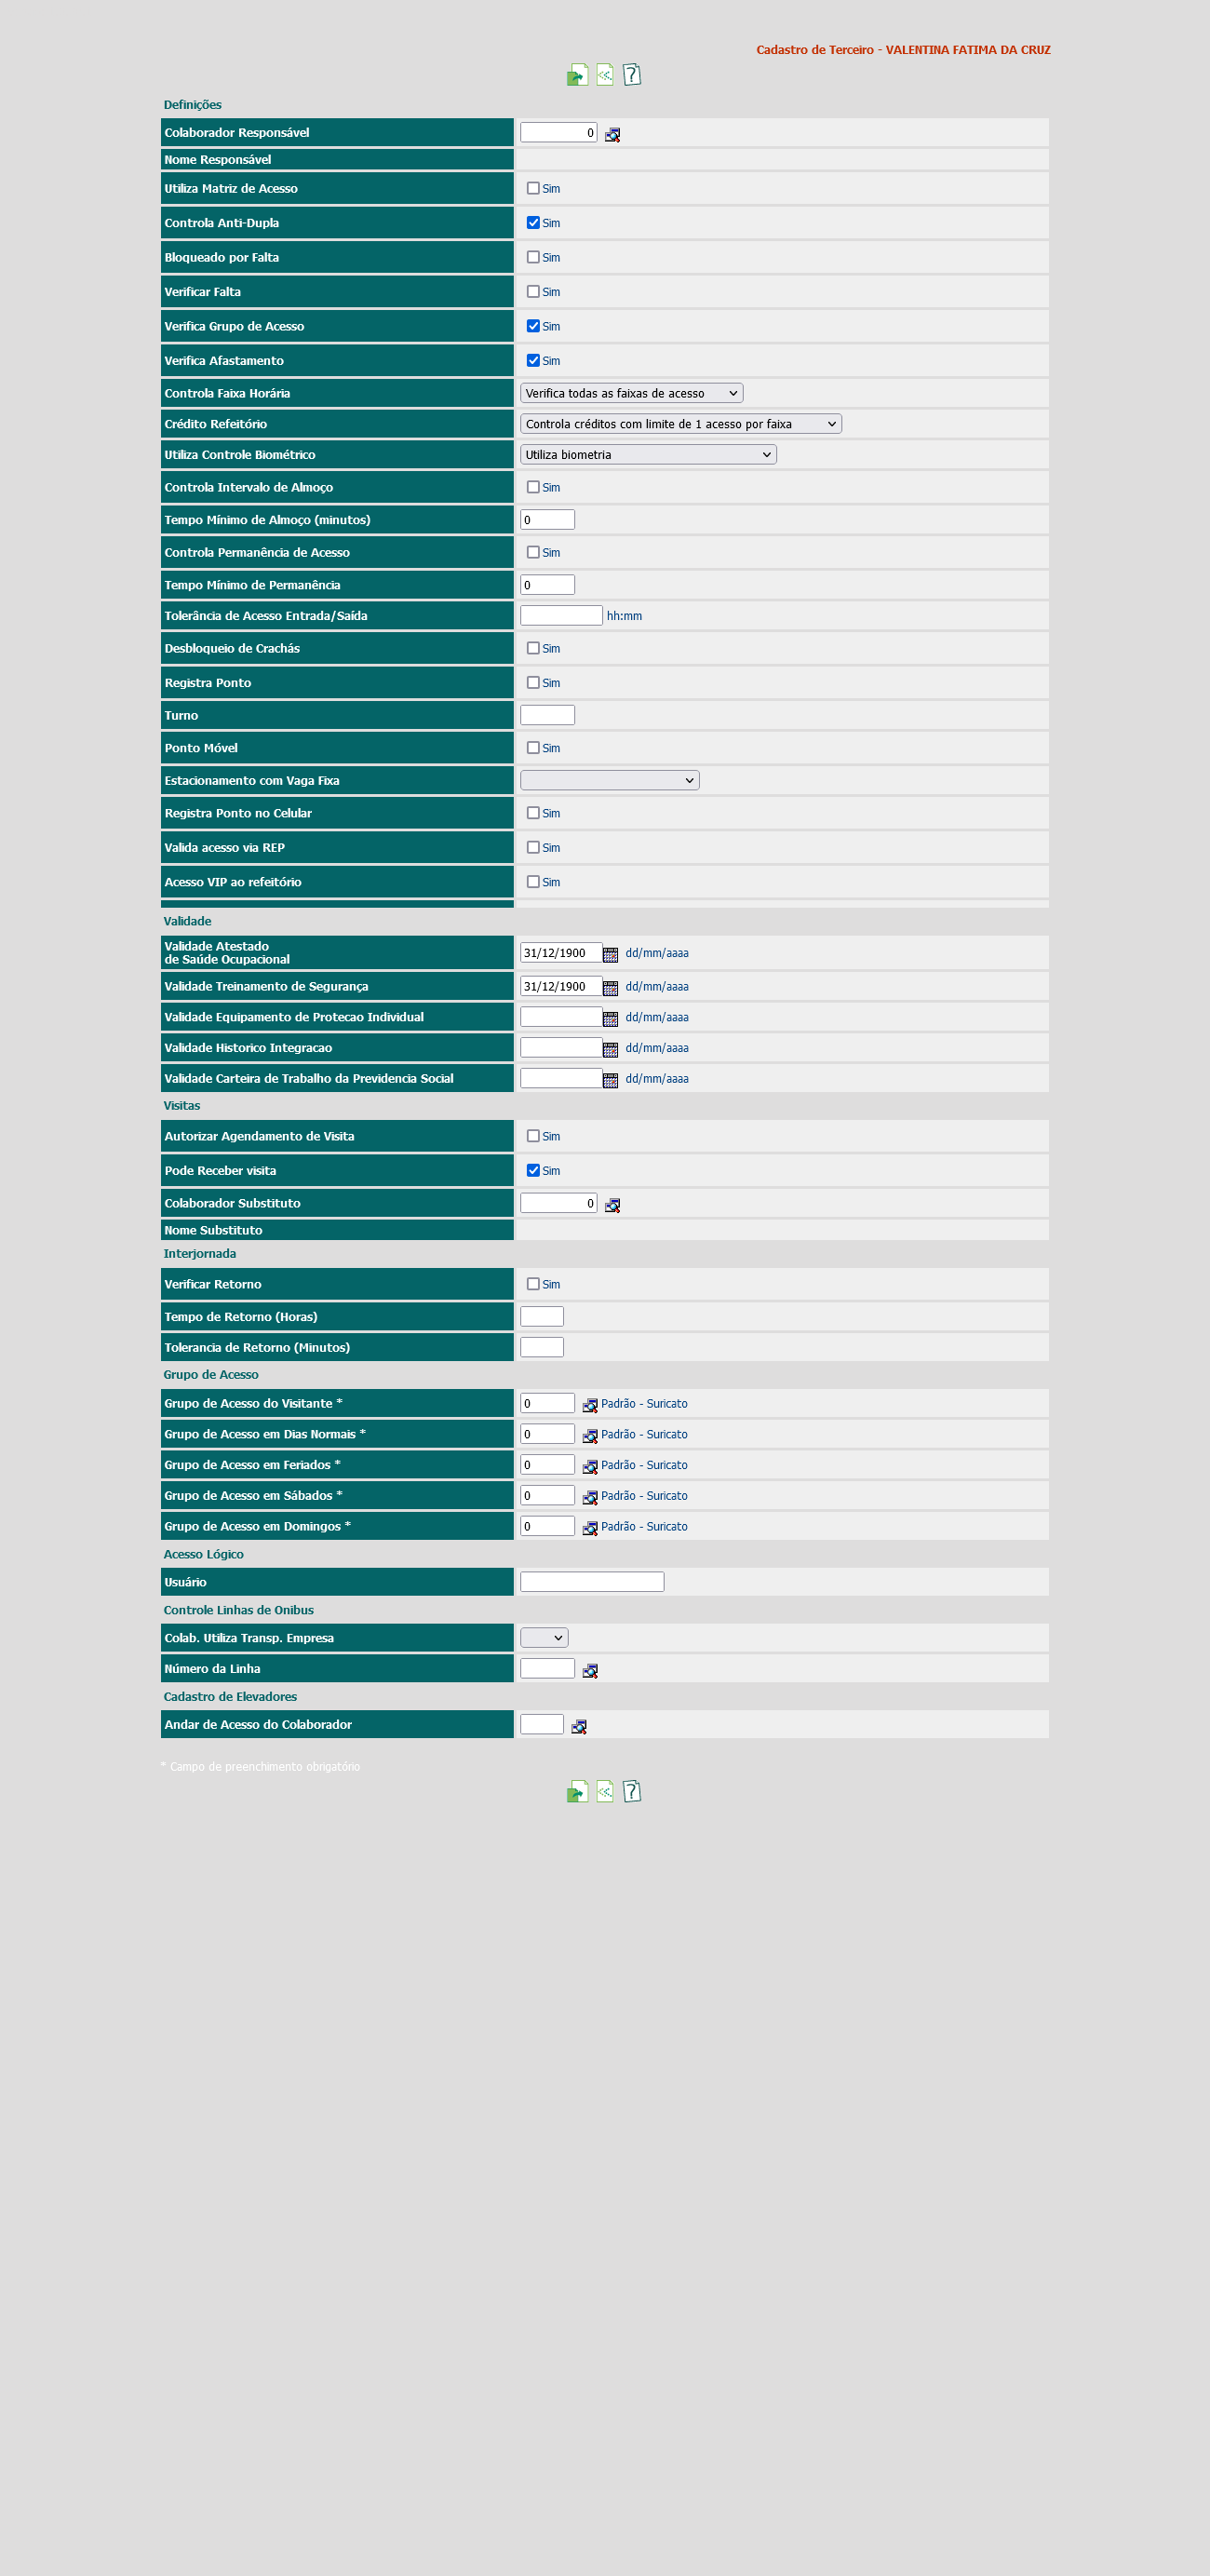 Cadastro de Terceiro - VALENTINA FATIMA DA CRUZ
Definições
Colaborador Responsável 0
Nome Responsável
Utiliza Matriz de Acesso Sim
Controla Anti-Dupla Sim
Bloqueado por Falta Sim
Verificar Falta Sim
Verifica Grupo de Acesso Sim
Verifica Afastamento Sim
Controla Faixa Horária Verifica todas as faixas de acesso
Crédito Refeitório Controla créditos com limite de 1 acesso por faixa
Utiliza Controle Biométrico Utiliza biometria
Controla Intervalo de Almoço Sim
Tempo Mínimo de Almoço (minutos) 0
Controla Permanência de Acesso Sim
Tempo Mínimo de Permanência 0
Tolerância de Acesso Entrada/Saída hh:mm
Desbloqueio de Crachás Sim
Registra Ponto Sim
Turno
Ponto Móvel Sim
Estacionamento com Vaga Fixa
Registra Ponto no Celular Sim
Valida acesso via REP Sim
Acesso VIP ao refeitório Sim
Validade
Validade Atestado
de Saúde Ocupacional 31/12/1900 dd/mm/aaaa
Validade Treinamento de Segurança 31/12/1900 dd/mm/aaaa
Validade Equipamento de Protecao Individual dd/mm/aaaa
Validade Historico Integracao dd/mm/aaaa
Validade Carteira de Trabalho da Previdencia Social dd/mm/aaaa
Visitas
Autorizar Agendamento de Visita Sim
Pode Receber visita Sim
Colaborador Substituto 0
Nome Substituto
Interjornada
Verificar Retorno Sim
Tempo de Retorno (Horas)
Tolerancia de Retorno (Minutos)
Grupo de Acesso
Grupo de Acesso do Visitante * 0 Padrão - Suricato
Grupo de Acesso em Dias Normais * 0 Padrão - Suricato
Grupo de Acesso em Feriados * 0 Padrão - Suricato
Grupo de Acesso em Sábados * 0 Padrão - Suricato
Grupo de Acesso em Domingos * 0 Padrão - Suricato
Acesso Lógico
Usuário
Controle Linhas de Onibus
Colab. Utiliza Transp. Empresa
Número da Linha
Cadastro de Elevadores
Andar de Acesso do Colaborador
* Campo de preenchimento obrigatório